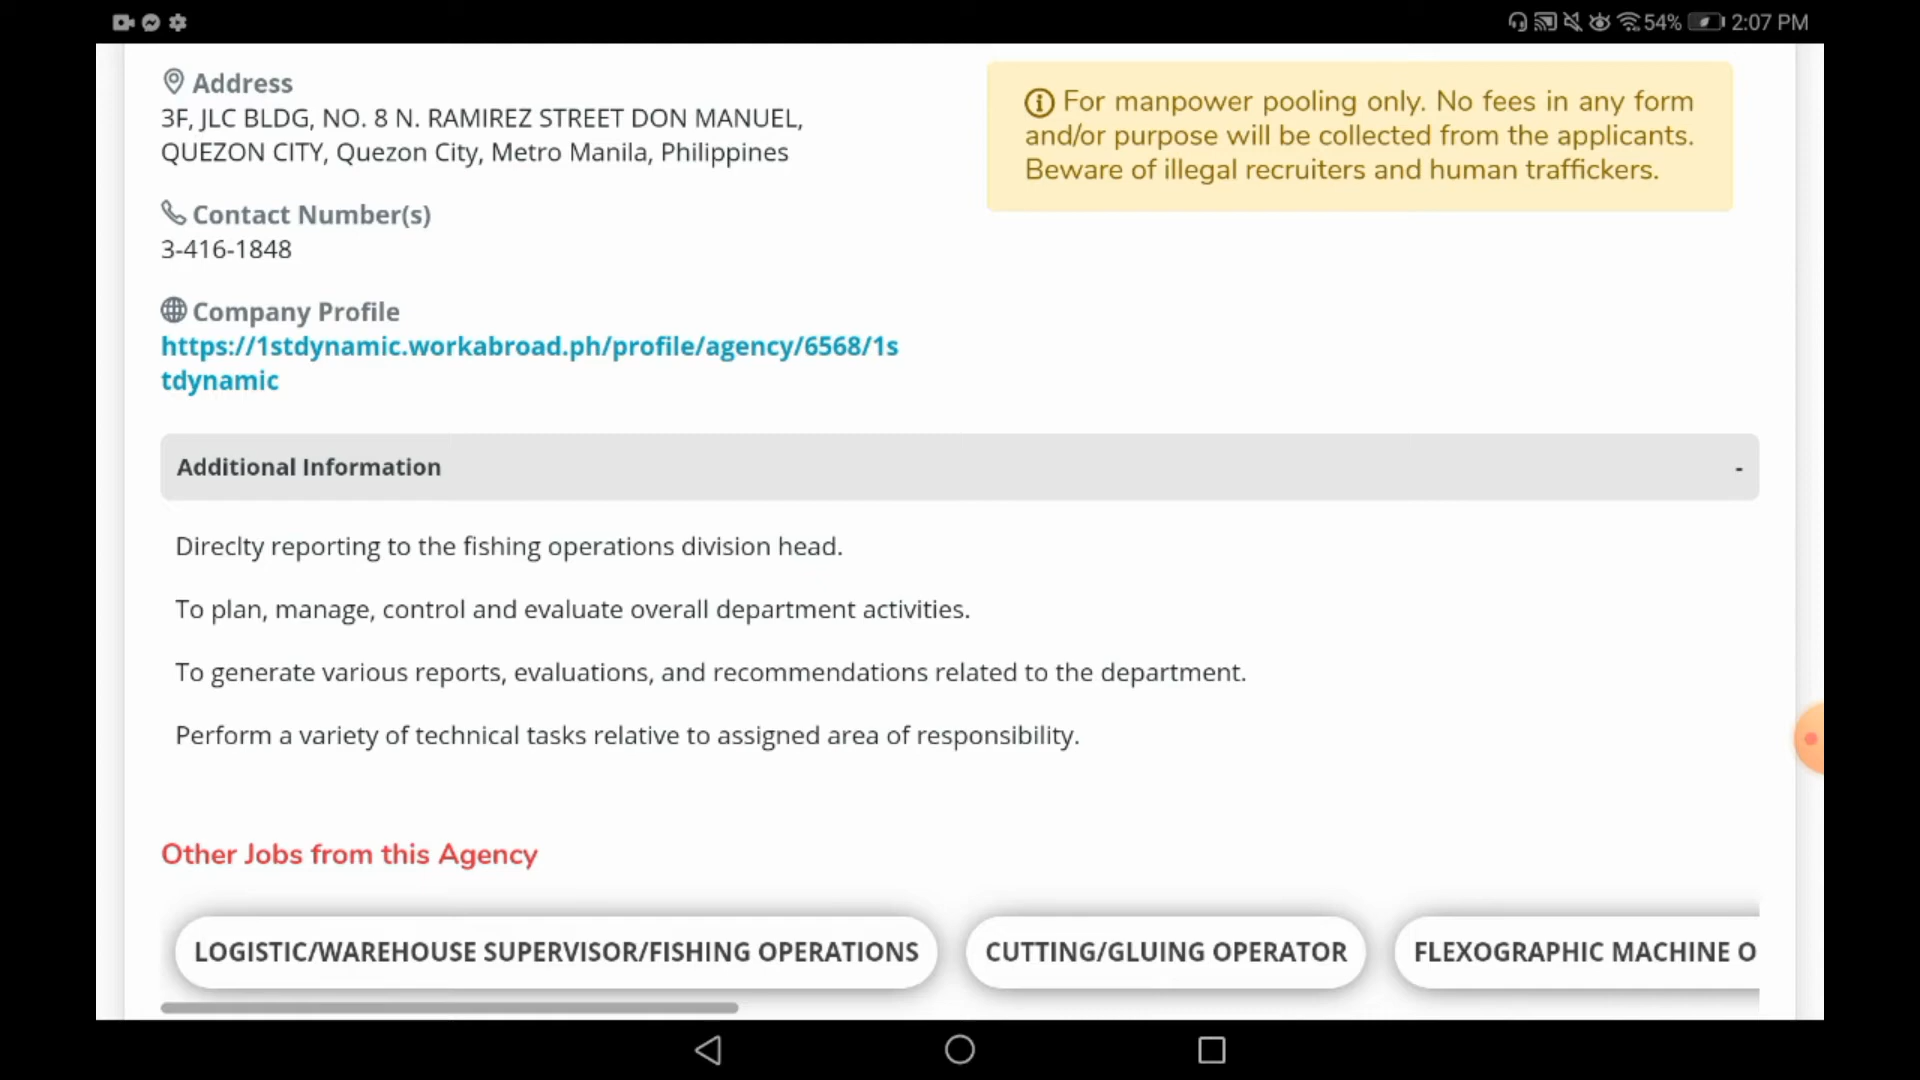 54% 2:07 PM
Address
3F, JLC BLDG, NO. 8 N. RAMIREZ STREET DON MANUEL,
QUEZON CITY, Quezon City, Metro Manila, Philippines
Contact Number(s)
3-416-1848
Company Profile
https://1stdynamic.workabroad.ph/profile/agency/6568/1s
tdynamic
For manpower pooling only. No fees in any form
and/or purpose will be collected from the applicants.
Beware of illegal recruiters and human traffickers.
Additional Information -
Direclty reporting to the fishing operations division head.
To plan, manage, control and evaluate overall department activities.
To generate various reports, evaluations, and recommendations related to the department.
Perform a variety of technical tasks relative to assigned area of responsibility.
Other Jobs from this Agency
LOGISTIC/WAREHOUSE SUPERVISOR/FISHING OPERATIONS
CUTTING/GLUING OPERATOR
FLEXOGRAPHIC MACHINE O